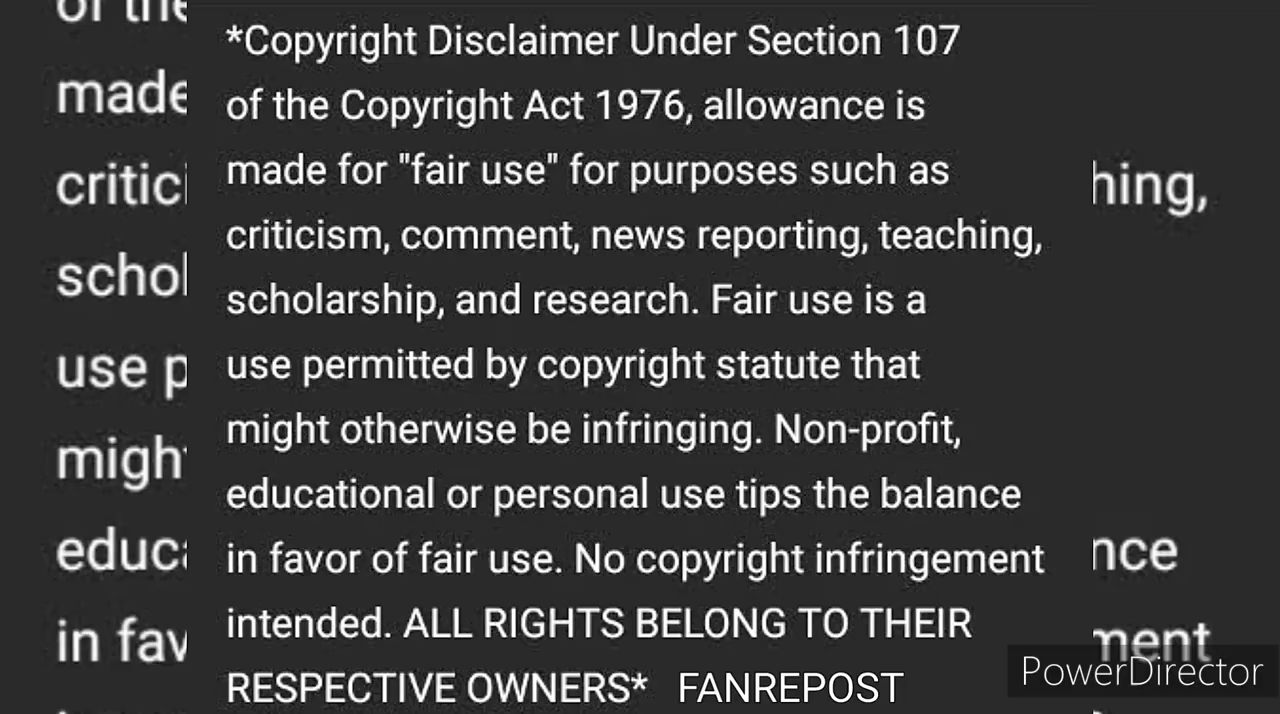 *Copyright Disclaimer Under Section 107
of the Copyright Act 1976, allowance is
made for "fair use" for purposes such as
criticism, comment, news reporting, teaching,
scholarship, and research. Fair use is a
use permitted by copyright statute that
might otherwise be infringing. Non-profit,
educational or personal use tips the balance
in favor of fair use. No copyright infringement
intended. ALL RIGHTS BELONG TO THEIR
RESPECTIVE OWNERS* FANREPOST
PowerDirector